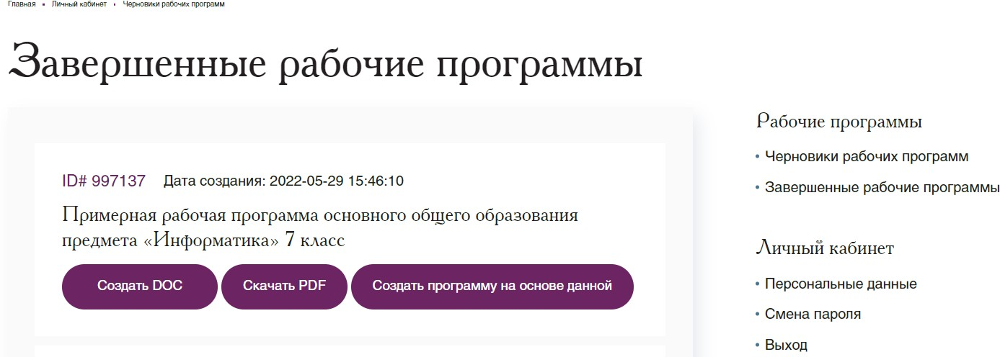 Главная • Личный кабинет • Черновики рабочих программ
Завершенные рабочие программы
ID# 997137 Дата создания: 2022-05-29 15:46:10
Примерная рабочая программа основного общего образования
предмета «Информатика» 7 класс
Создать DOC
Скачать PDF
Создать программу на основе данной
Рабочие программы
• Черновики рабочих программ
• Завершенные рабочие программы
Личный кабинет
• Персональные данные
• Смена пароля
• Выход